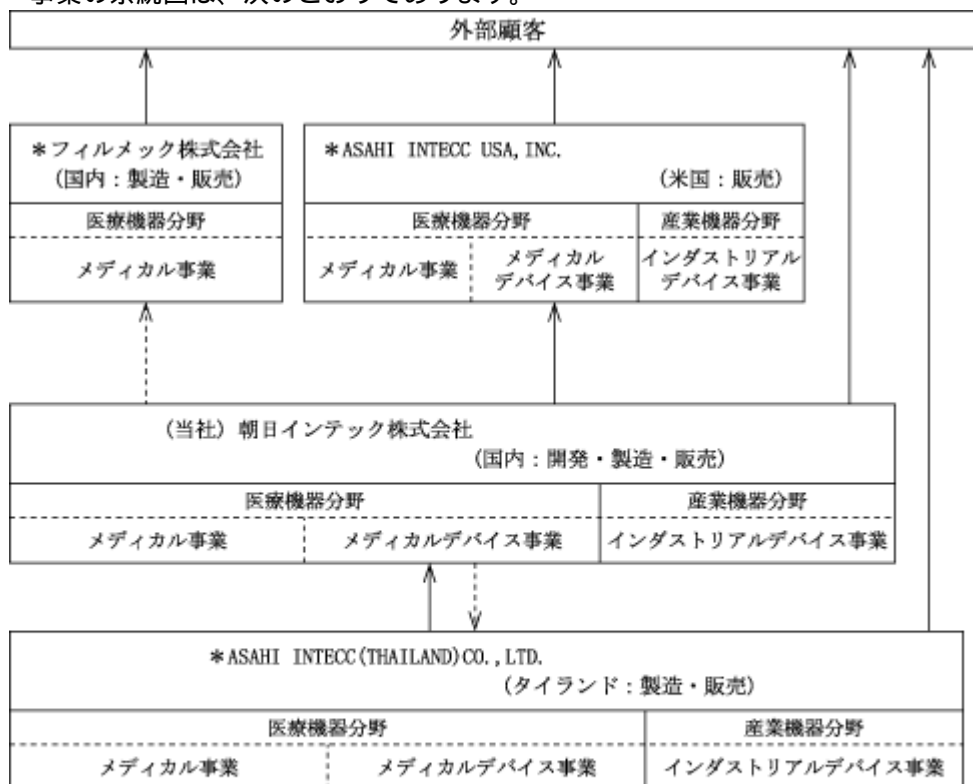 事業の系統図は、次のとおりであります。
外部顧客
*フィルメック株式会社
(国内:製造・販売)
医療機器分野
メディカル事業
*ASAHI INTECC USA, INC.
(米国:販売)
医療機器分野 産業機器分野
メディカル事業 メディカル
デバイス事業 インダストリアル
デバイス事業
(当社) 朝日インテック株式会社
(国内:開発・製造・販売)
医療機器分野 産業機器分野
メディカル事業 メディカルデバイス事業 インダストリアルデバイス事業
*ASAHI INTECC(THAILAND)CO.,LTD.
(タイランド:製造・販売)
医療機器分野 産業機器分野
メディカル事業 メディカルデバイス事業 インダストリアルデバイス事業